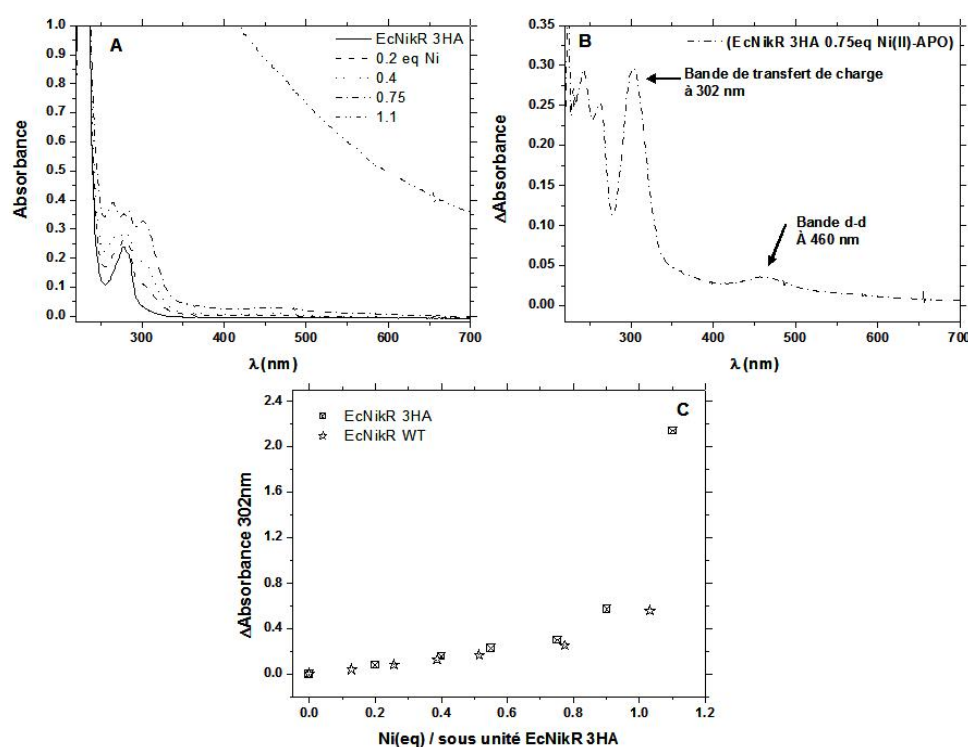 A
EcNikR 3HA
0.2 eq Ni
0.4
0.75
1.1
Absorbance
1.0
0.9
0.8
0.7
0.6
0.5
0.4
0.3
0.2
0.1
0.0
300
400
500
600
700
λ(nm)
B
(EcNikR 3HA 0.75eq Ni(II)-APO)
Bande de transfert de charge
à 302 nm
Bande d-d
À 460 nm
ΔAbsorbance
0.35
0.30
0.25
0.20
0.15
0.10
0.05
0.00
300
400
500
600
700
λ(nm)
C
EcNikR 3HA
EcNikR WT
ΔAbsorbance 302nm
2.4
2.0
1.6
1.2
0.8
0.4
0.0
0.0
0.2
0.4
0.6
0.8
1.0
1.2
Ni(eq) / sous unité EcNikR 3HA